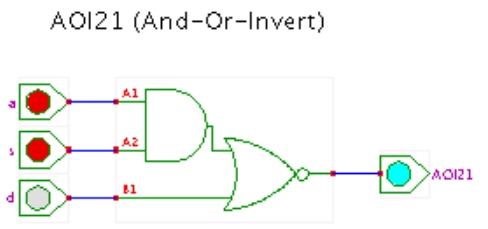 AOI21 (And-Or-Invert)
a
A1
s
A2
d
B1
AOI21